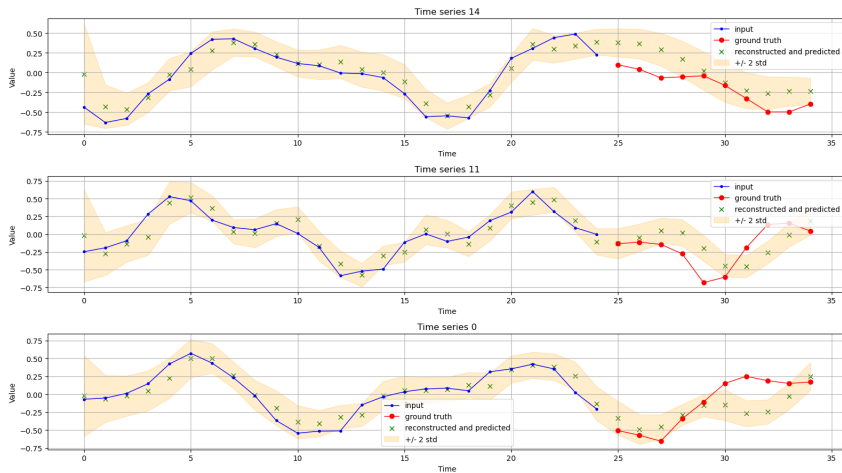 Time series 14
Value
0.50
0.25
0.00
−0.25
−0.50
−0.75
0 5 10 15 20 25 30 35
Time
input
ground truth
reconstructed and predicted
+/- 2 std
Time series 11
Value
0.75
0.50
0.25
0.00
−0.25
−0.50
−0.75
0 5 10 15 20 25 30 35
Time
input
ground truth
reconstructed and predicted
+/- 2 std
Time series 0
Value
0.75
0.50
0.25
0.00
−0.25
−0.50
−0.75
0 5 10 15 20 25 30 35
Time
input
ground truth
reconstructed and predicted
+/- 2 std